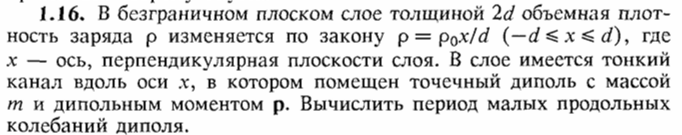 1.16. В безграничном плоском слое толщиной 2d объемная плот-
ность заряда ρ изменяется по закону ρ = ρ₀x/d (−d ⩽ x ⩽ d), где
x — ось, перпендикулярная плоскости слоя. В слое имеется тонкий
канал вдоль оси x, в котором помещен точечный диполь с массой
m и дипольным моментом p. Вычислить период малых продольных
колебаний диполя.